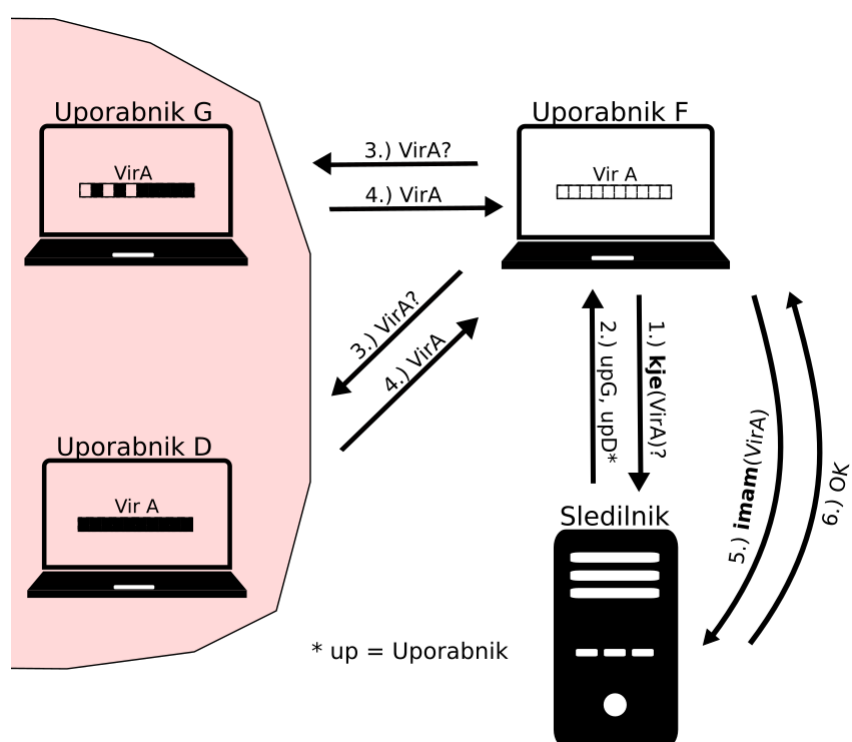 Uporabnik G
VirA
Uporabnik F
Vir A
3.) VirA?
4.) VirA
3.) VirA?
4.) VirA
2.) upG, upD*
1.) kje(VirA)?
5.) imam(VirA)
6.) OK
Uporabnik D
Vir A
Sledilnik
* up = Uporabnik